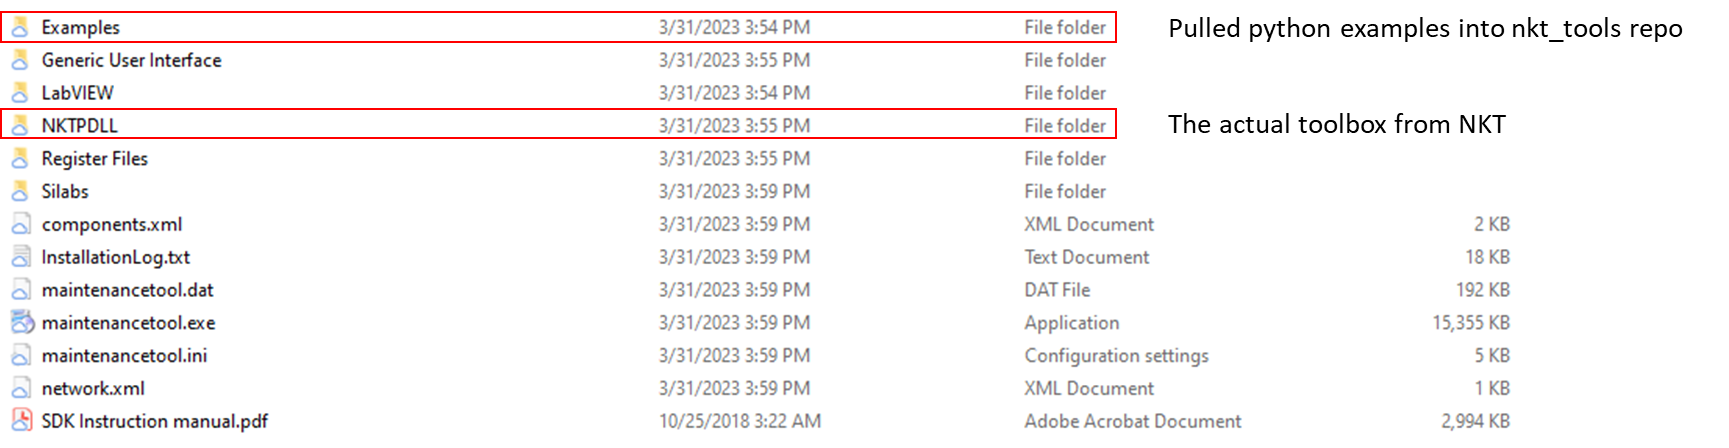 Examples 3/31/2023 3:54 PM File folder Pulled python examples into nkt_tools repo
Generic User Interface 3/31/2023 3:55 PM File folder
LabVIEW 3/31/2023 3:54 PM File folder
NKTPDLL 3/31/2023 3:55 PM File folder The actual toolbox from NKT
Register Files 3/31/2023 3:55 PM File folder
Silabs 3/31/2023 3:59 PM File folder
components.xml 3/31/2023 3:59 PM XML Document 2 KB
InstallationLog.txt 3/31/2023 3:59 PM Text Document 18 KB
maintenancetool.dat 3/31/2023 3:59 PM DAT File 192 KB
maintenancetool.exe 3/31/2023 3:59 PM Application 15,355 KB
maintenancetool.ini 3/31/2023 3:59 PM Configuration settings 5 KB
network.xml 3/31/2023 3:59 PM XML Document 1 KB
SDK Instruction manual.pdf 10/25/2018 3:22 AM Adobe Acrobat Document 2,994 KB